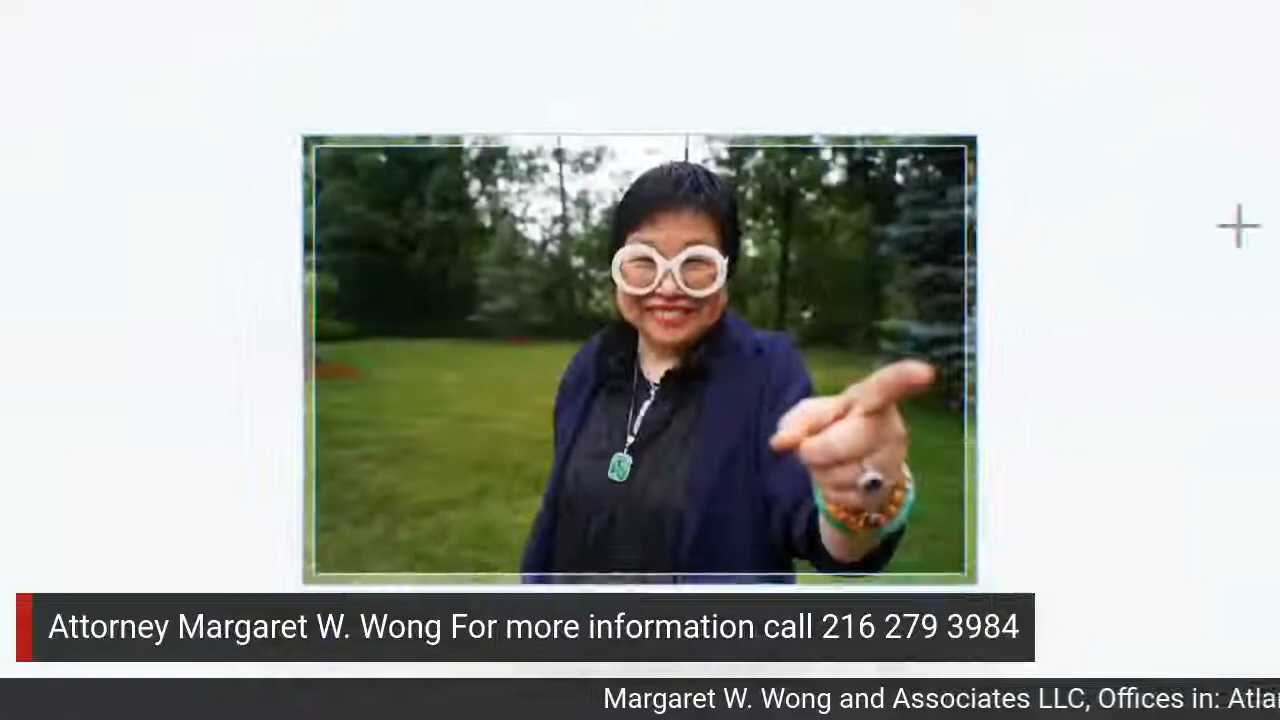 Attorney Margaret W. Wong For more information call 216 279 3984
Margaret W. Wong and Associates LLC, Offices in: